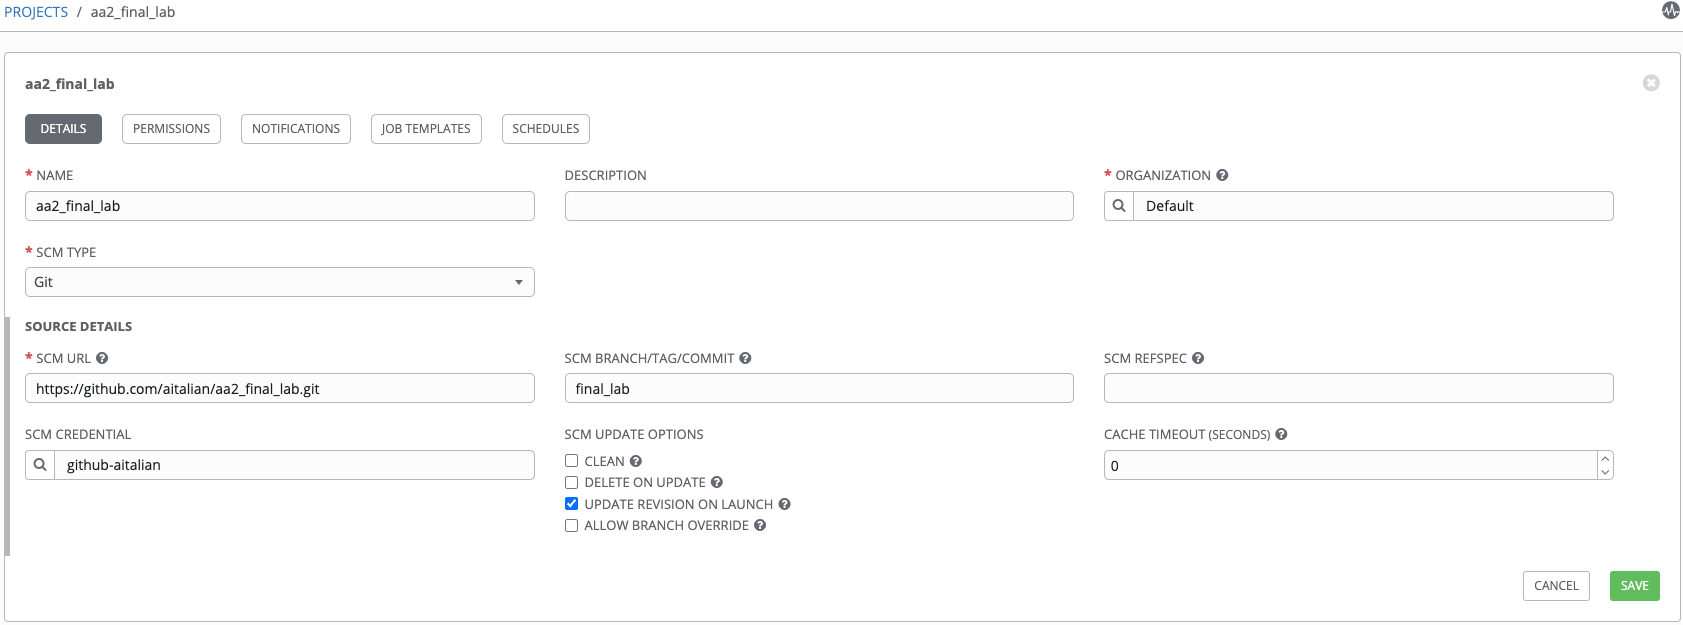 PROJECTS / aa2_final_lab
aa2_final_lab
DETAILS PERMISSIONS NOTIFICATIONS JOB TEMPLATES SCHEDULES
* NAME DESCRIPTION * ORGANIZATION ?
aa2_final_lab Default
* SCM TYPE
Git
SOURCE DETAILS
* SCM URL ? SCM BRANCH/TAG/COMMIT ? SCM REFSPEC ?
https://github.com/aitalian/aa2_final_lab.git final_lab
SCM CREDENTIAL SCM UPDATE OPTIONS CACHE TIMEOUT (SECONDS) ?
github-aitalian CLEAN ? 0
DELETE ON UPDATE ?
UPDATE REVISION ON LAUNCH ?
ALLOW BRANCH OVERRIDE ?
CANCEL SAVE